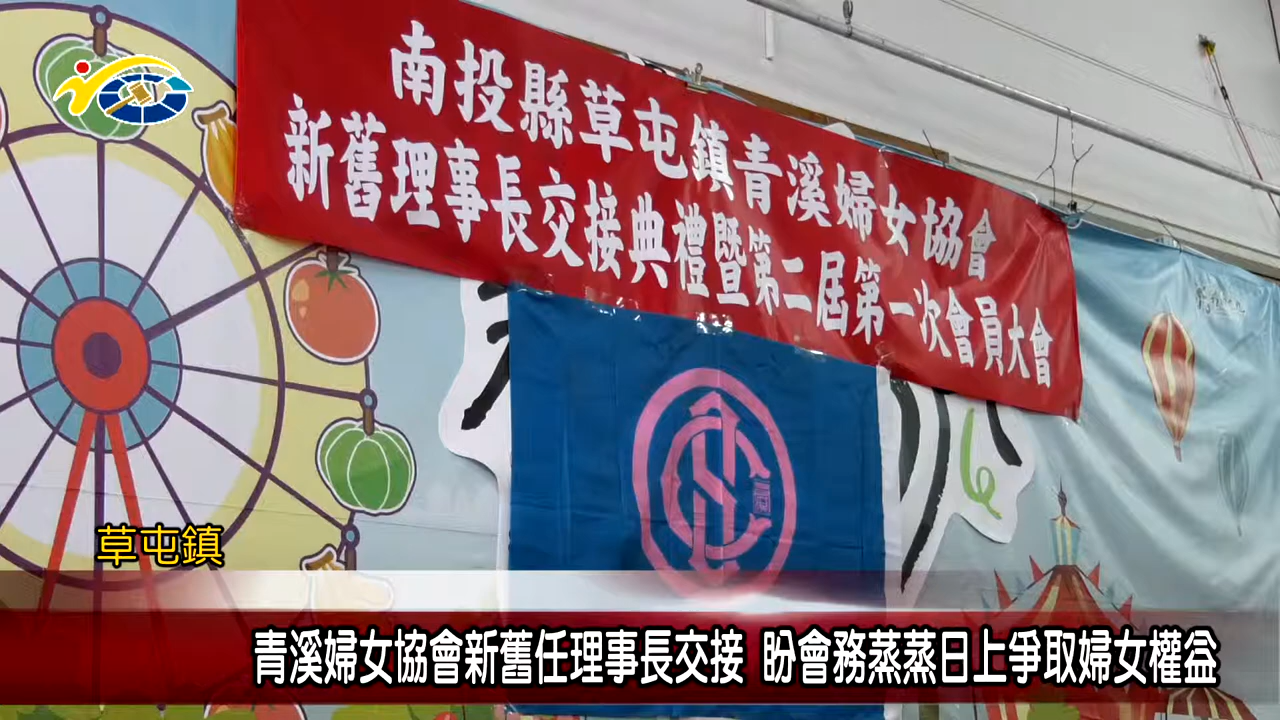 南投縣草屯鎮青溪婦女協會
新舊理事長交接典禮暨第二屆第一次會員大會
草屯鎮
青溪婦女協會新舊任理事長交接 盼會務蒸蒸日上爭取婦女權益